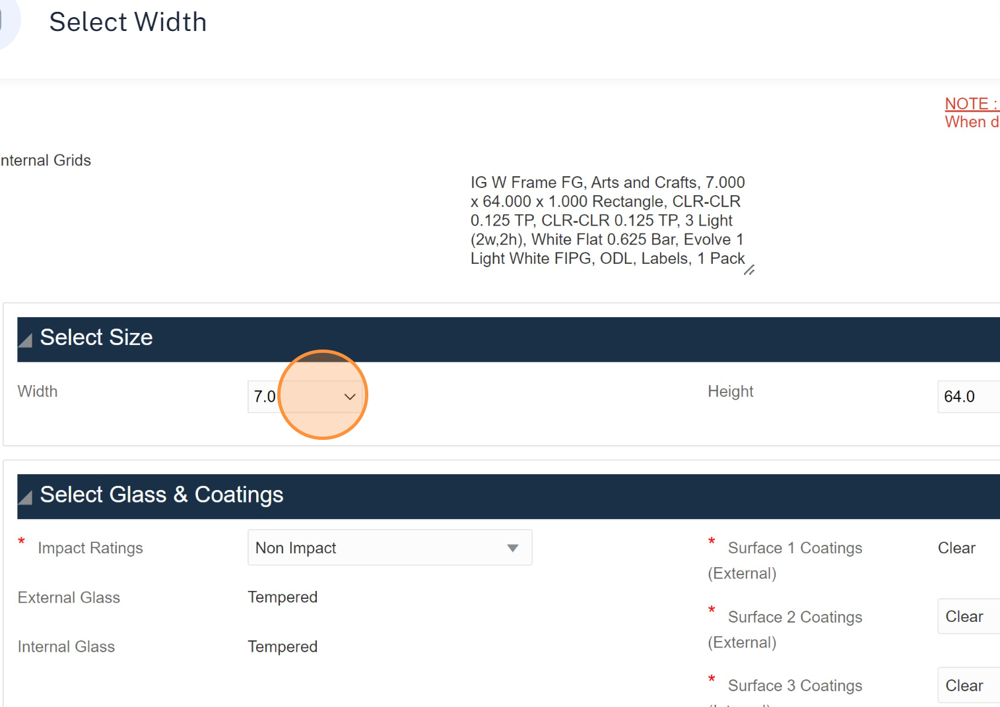 Select Width
NOTE :
When d
nternal Grids
IG W Frame FG, Arts and Crafts, 7.000
x 64.000 x 1.000 Rectangle, CLR-CLR
0.125 TP, CLR-CLR 0.125 TP, 3 Light
(2w,2h), White Flat 0.625 Bar, Evolve 1
Light White FIPG, ODL, Labels, 1 Pack
Select Size
Width 7.0 Height 64.0
Select Glass & Coatings
* Impact Ratings Non Impact
* Surface 1 Coatings Clear
(External)
External Glass Tempered
* Surface 2 Coatings Clear
(External)
Internal Glass Tempered
* Surface 3 Coatings Clear